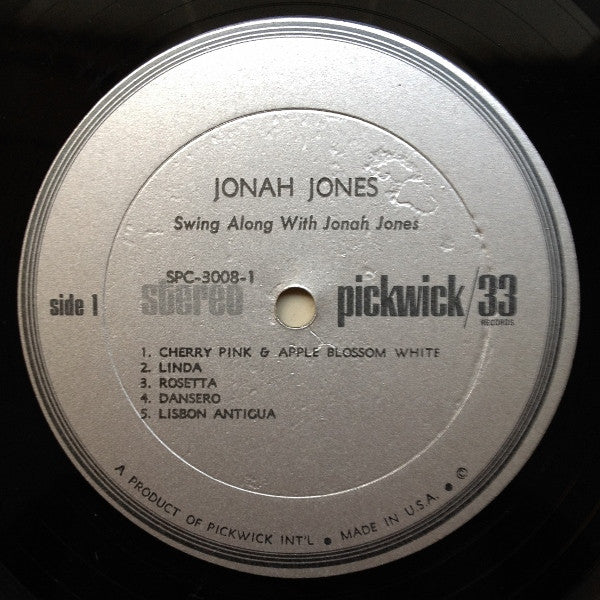 JONAH JONES
Swing Along With Jonah Jones
SPC-3008-1
side 1 stereo pickwick/33
RECORDS
1. CHERRY PINK & APPLE BLOSSOM WHITE
2. LINDA
3. ROSETTA
4. DANSERO
5. LISBON ANTIGUA
A PRODUCT OF PICKWICK INT'L • MADE IN U.S.A. • ©